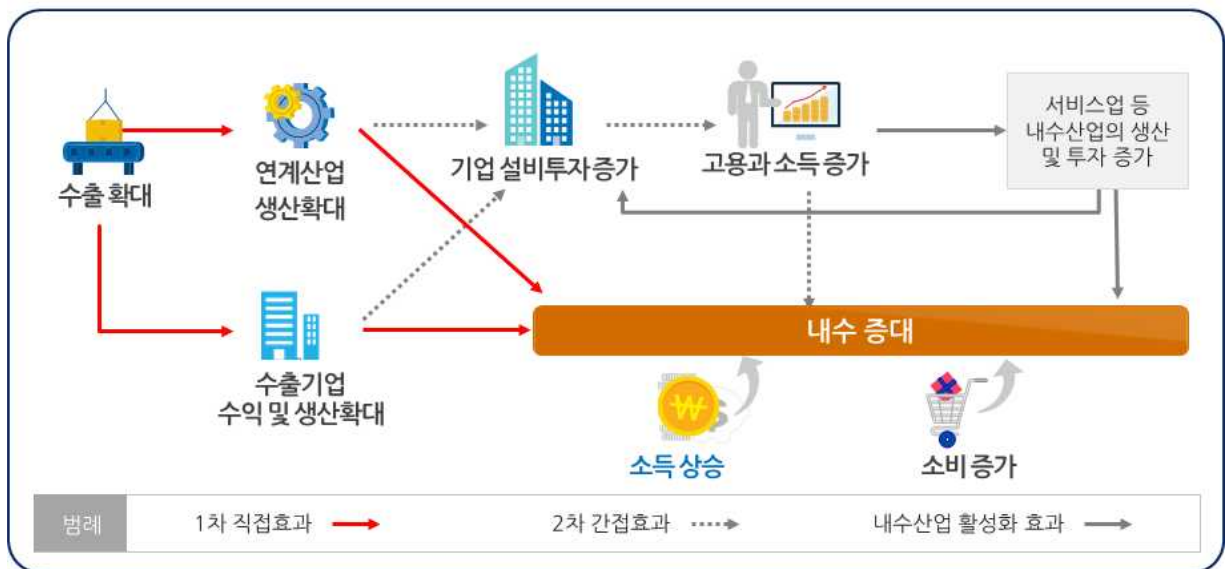 수출 확대
연계산업
생산확대
기업 설비투자 증가
고용과 소득 증가
서비스업 등
내수산업의 생산
및 투자 증가
수출기업
수익 및 생산확대
내수 증대
소득 상승
소비 증가
범례
1차 직접효과
2차 간접효과
내수산업 활성화 효과